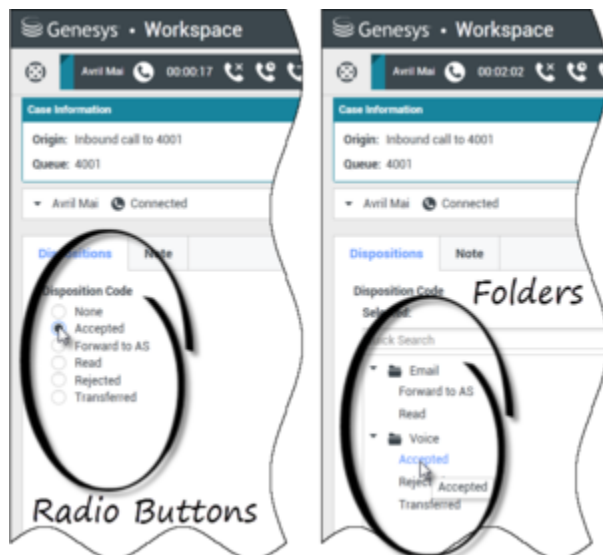 Genesys • Workspace
Avril Mai 00:00:17
Case Information
Origin: Inbound call to 4001
Queue: 4001
Avril Mai Connected
Dispositions Note
Disposition Code
None
Accepted
Forward to AS
Read
Rejected
Transferred
Radio Buttons
Genesys • Workspace
Avril Mai 00:02:02
Case Information
Origin: Inbound call to 4001
Queue: 4001
Avril Mai Connected
Dispositions Note
Disposition Code
Folders
Selected:
Search
Email
Forward to AS
Read
Voice
Accepted
Accepted
Transferred